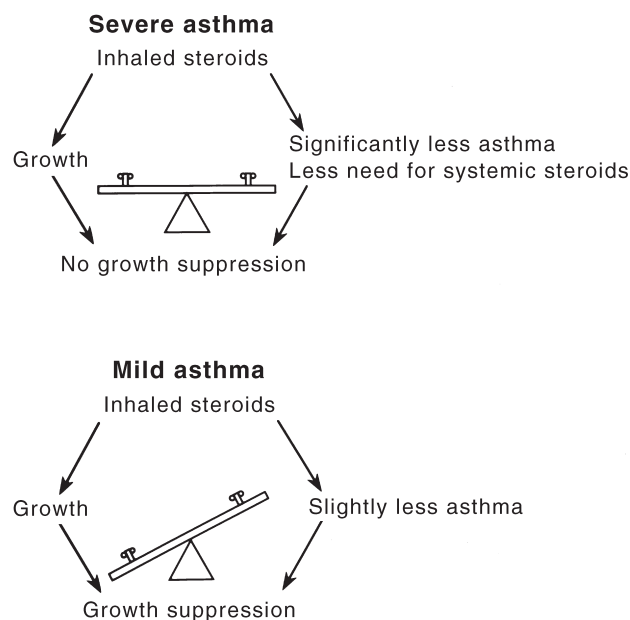 Severe asthma
Inhaled steroids
Growth
Significantly less asthma
Less need for systemic steroids
No growth suppression
Mild asthma
Inhaled steroids
Growth
Slightly less asthma
Growth suppression